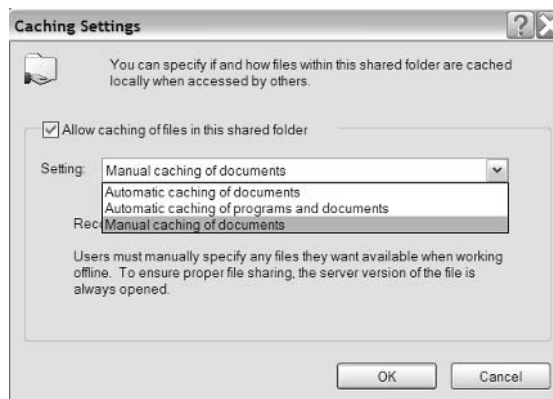 Caching Settings
You can specify if and how files within this shared folder are cached
locally when accessed by others.
Allow caching of files in this shared folder
Setting: Manual caching of documents
Automatic caching of documents
Automatic caching of programs and documents
Manual caching of documents
Users must manually specify any files they want available when working
offline. To ensure proper file sharing, the server version of the file is
always opened.
OK Cancel